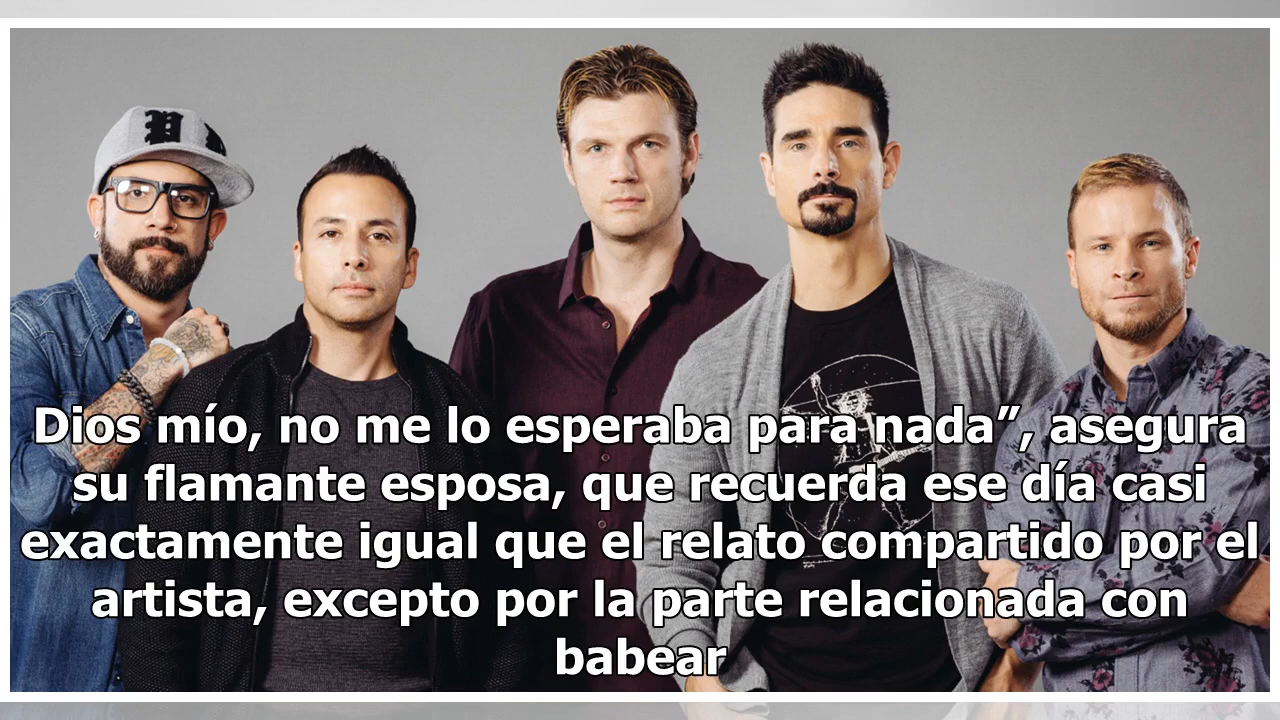 Dios mío, no me lo esperaba para nada”, asegura
su flamante esposa, que recuerda ese día casi
exactamente igual que el relato compartido por el
artista, excepto por la parte relacionada con
babear